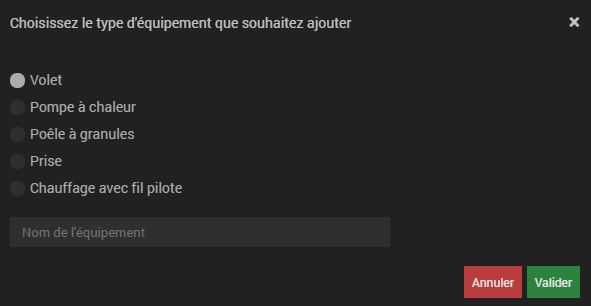 Choisissez le type d'équipement que souhaitez ajouter ×
Volet
Pompe à chaleur
Poêle à granules
Prise
Chauffage avec fil pilote
Nom de l'équipement
Annuler Valider